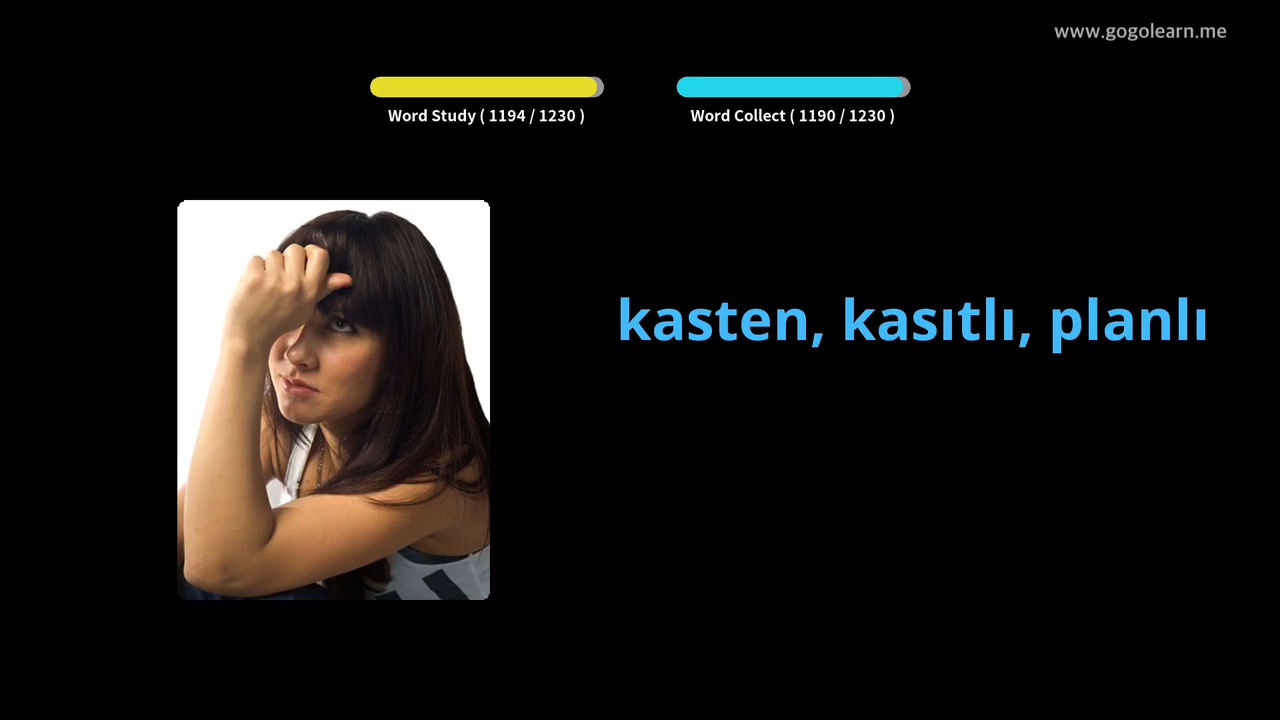 www.gogolearn.me
Word Study ( 1194 / 1230 )
Word Collect ( 1190 / 1230 )
kasten, kasıtlı, planlı